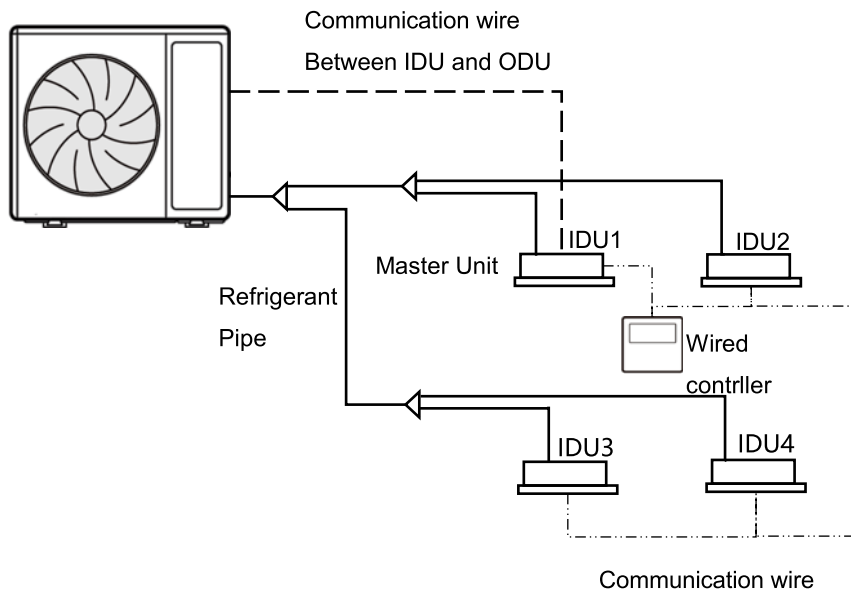 Communication wire
Between IDU and ODU
IDU1
IDU2
Master Unit
Refrigerant
Pipe
Wired
contrller
IDU3
IDU4
Communication wire